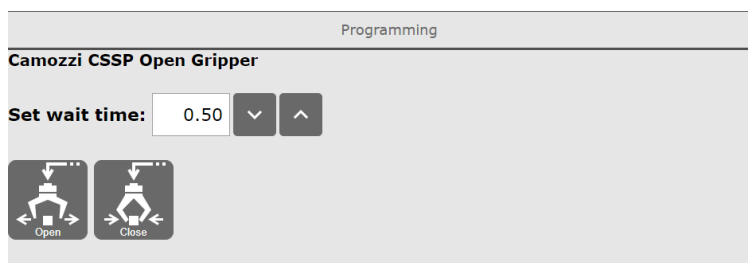 Programming
Camozzi CSSP Open Gripper
Set wait time: 0.50
Open Close